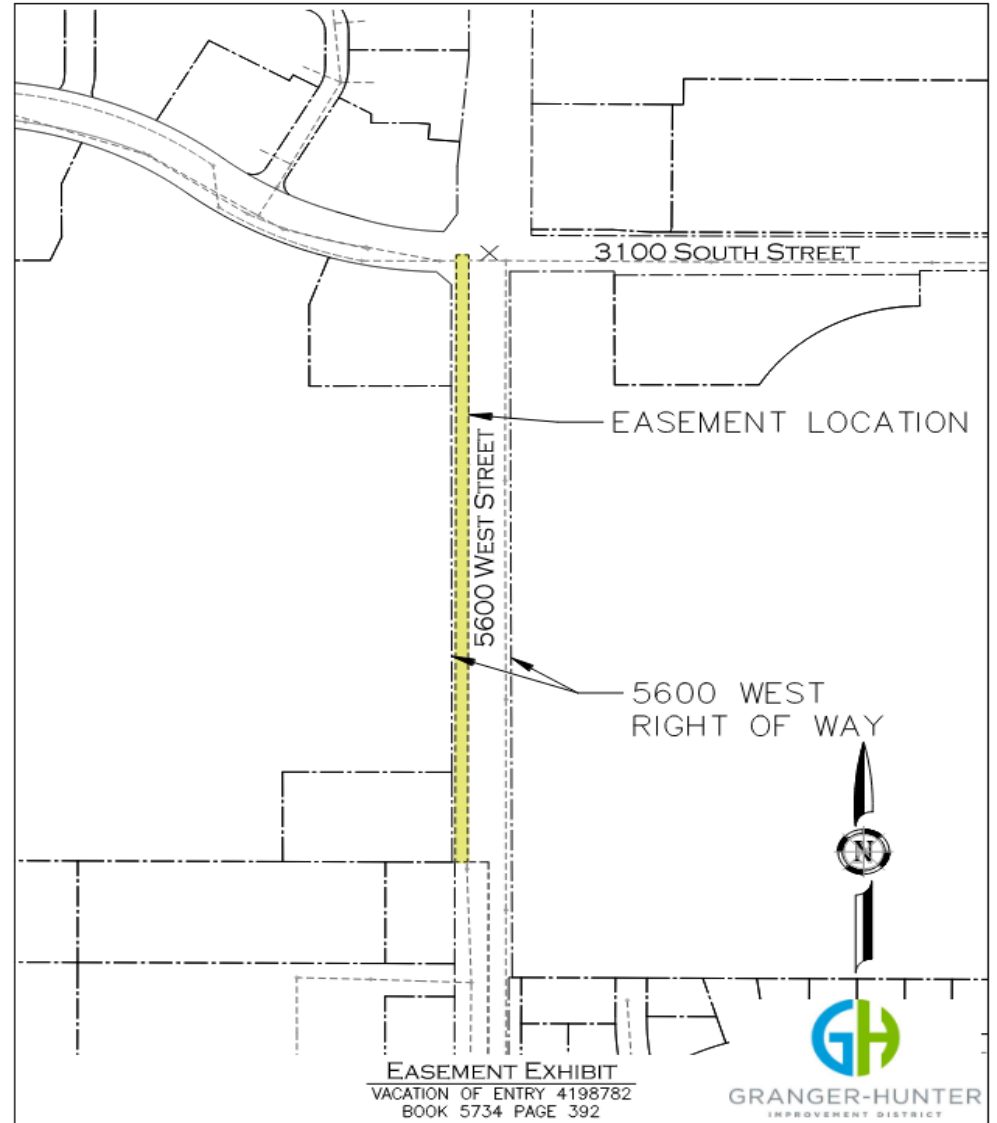 3100 SOUTH STREET
EASEMENT LOCATION
5600 WEST STREET
5600 WEST
RIGHT OF WAY
N
EASEMENT EXHIBIT
VACATION OF ENTRY 4198782
BOOK 5734 PAGE 392
GH
GRANGER-HUNTER
IMPROVEMENT DISTRICT